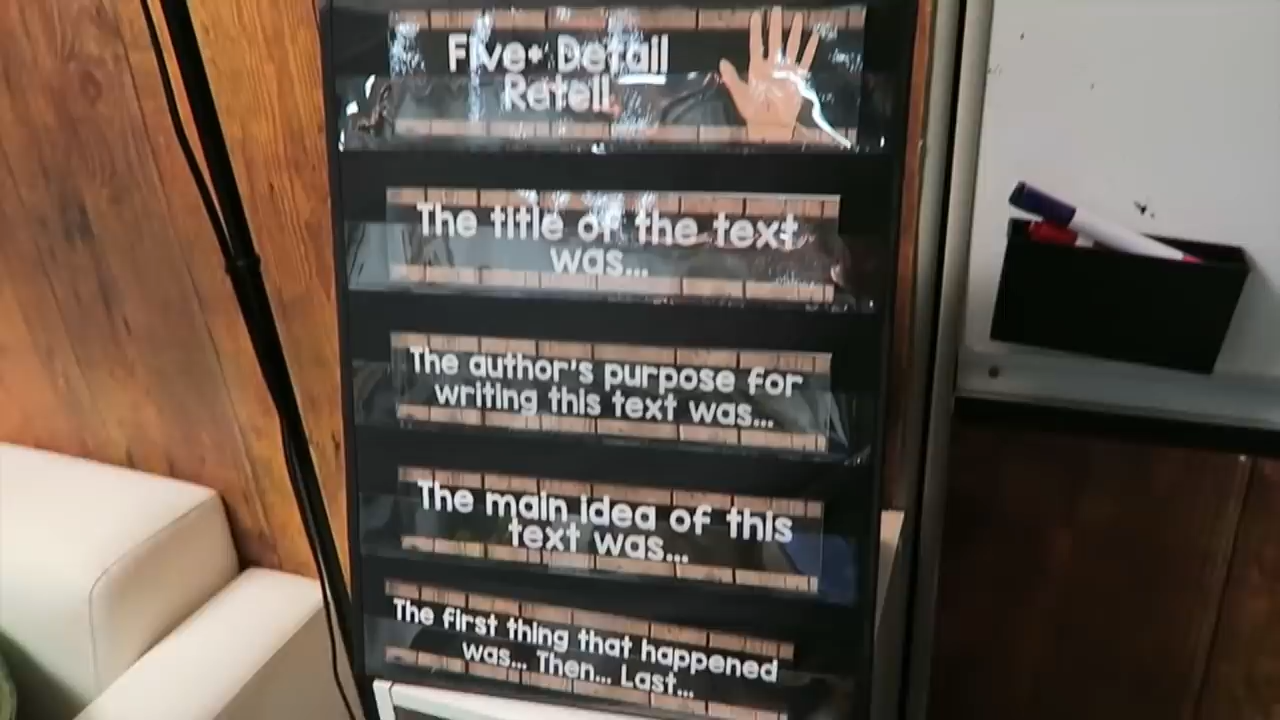 Five+ Detail
Retell
The title of the text
was...
The author's purpose for
writing this text was...
The main idea of this
text was...
The first thing that happened
was... Then... Last...